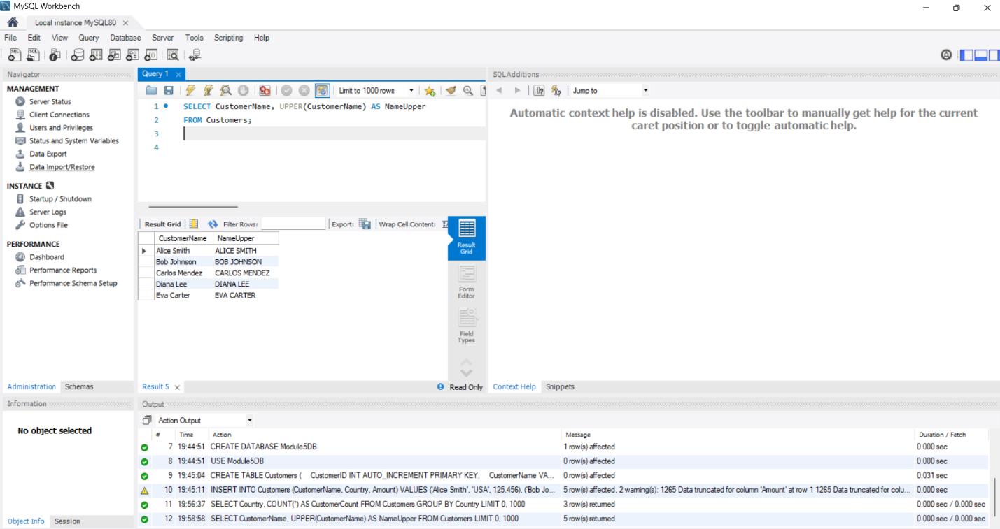 MySQL Workbench
Local instance MySQL80
File Edit View Query Database Server Tools Scripting Help
Navigator
MANAGEMENT
Server Status
Client Connections
Users and Privileges
Status and System Variables
Data Export
Data Import/Restore
INSTANCE
Startup / Shutdown
Server Logs
Options File
PERFORMANCE
Dashboard
Performance Reports
Performance Schema Setup
Administration Schemas
Information
No object selected
Object Info Session
Query 1
Limit to 1000 rows
1 SELECT CustomerName, UPPER(CustomerName) AS NameUpper
2 FROM Customers;
3
4
Result Grid Filter Rows: Export: Wrap Cell Content:
CustomerName NameUpper
Alice Smith ALICE SMITH
Bob Johnson BOB JOHNSON
Carlos Mendez CARLOS MENDEZ
Diana Lee DIANA LEE
Eva Carter EVA CARTER
Result
Grid
Form
Editor
Field
Types
Result 5 Read Only
SQLAdditions
Jump to
Automatic context help is disabled. Use the toolbar to manually get help for the current
caret position or to toggle automatic help.
Context Help Snippets
Output
Action Output
# Time Action Message Duration / Fetch
7 19:44:51 CREATE DATABASE Module5DB 1 row(s) affected 0.000 sec
8 19:44:51 USE Module5DB 0 row(s) affected 0.000 sec
9 19:45:04 CREATE TABLE Customers ( CustomerID INT AUTO_INCREMENT PRIMARY KEY, CustomerName VA... 0 row(s) affected 0.031 sec
10 19:45:11 INSERT INTO Customers (CustomerName, Country, Amount) VALUES ('Alice Smith', 'USA', 125.456), ('Bob Jo... 5 row(s) affected, 2 warning(s): 1265 Data truncated for column 'Amount' at row 1 1265 Data truncated for colu... 0.000 sec
11 19:56:37 SELECT Country, COUNT(*) AS CustomerCount FROM Customers GROUP BY Country LIMIT 0, 1000 3 row(s) returned 0.000 sec / 0.000 sec
12 19:58:58 SELECT CustomerName, UPPER(CustomerName) AS NameUpper FROM Customers LIMIT 0, 1000 5 row(s) returned 0.000 sec / 0.000 sec